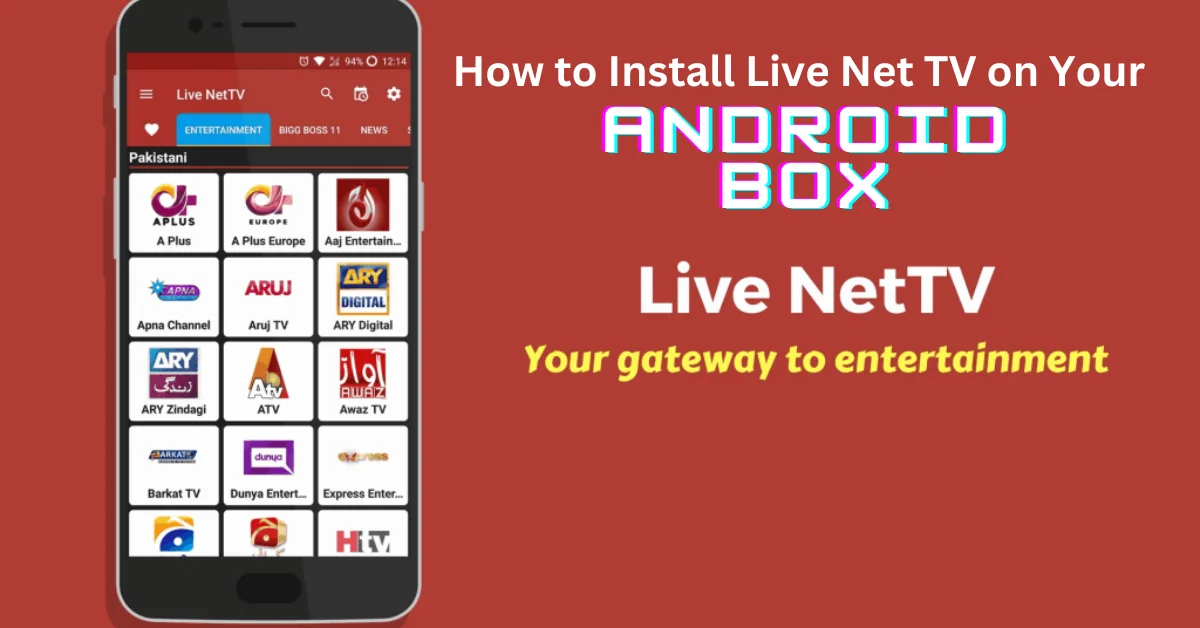 94% 12:14
Live NetTV
ENTERTAINMENT BIGG BOSS 11 NEWS
Pakistani
APLUS
A Plus
EUROPE
A Plus Europe
Aaj Entertain...
APNA
Apna Channel
ARUJ
Aruj TV
ARY
DIGITAL
ARY Digital
ARY
زندگی
ARY Zindagi
Atv
ATV
آواز
AWAZ
Awaz TV
BARKAT
Barkat TV
dunya
Dunya Entert...
Express Enter...
HTV
How to Install Live Net TV on Your
ANDROID
BOX
Live NetTV
Your gateway to entertainment